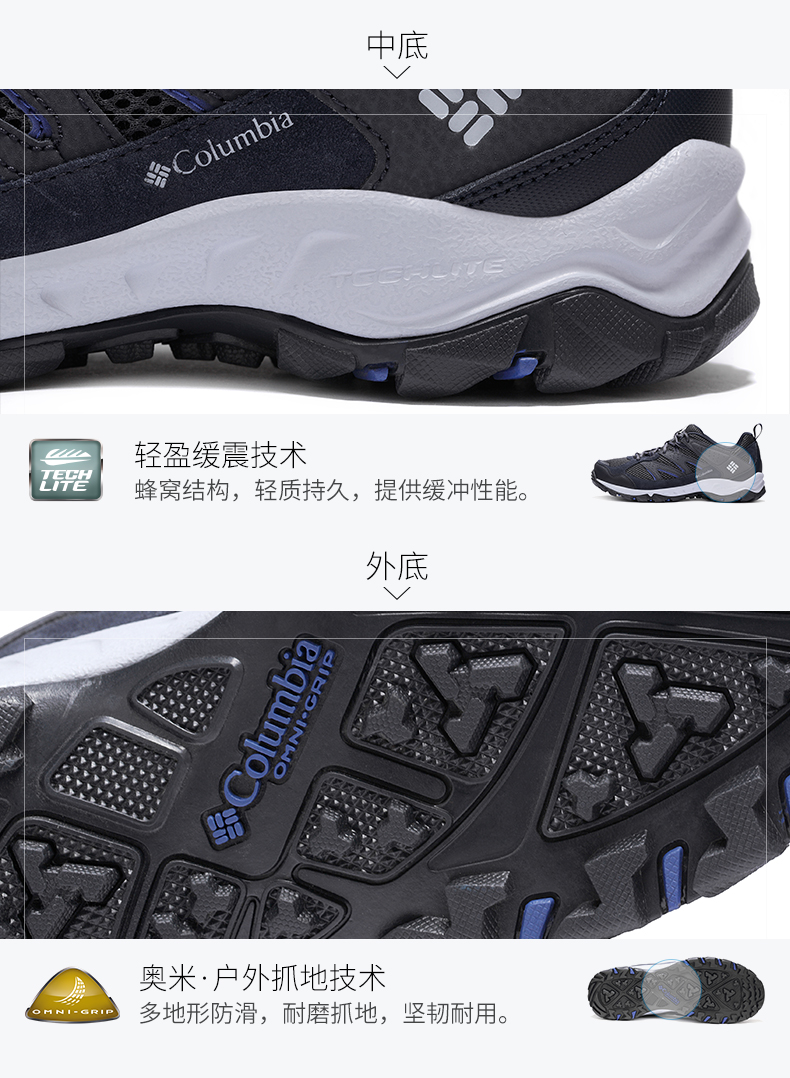 中底
Columbia
TECHLITE
TECH
LITE
轻盈缓震技术
蜂窝结构，轻质持久，提供缓冲性能。
外底
Columbia
OMNI-GRIP
OMNI-GRIP
奥米·户外抓地技术
多地形防滑，耐磨抓地，坚韧耐用。